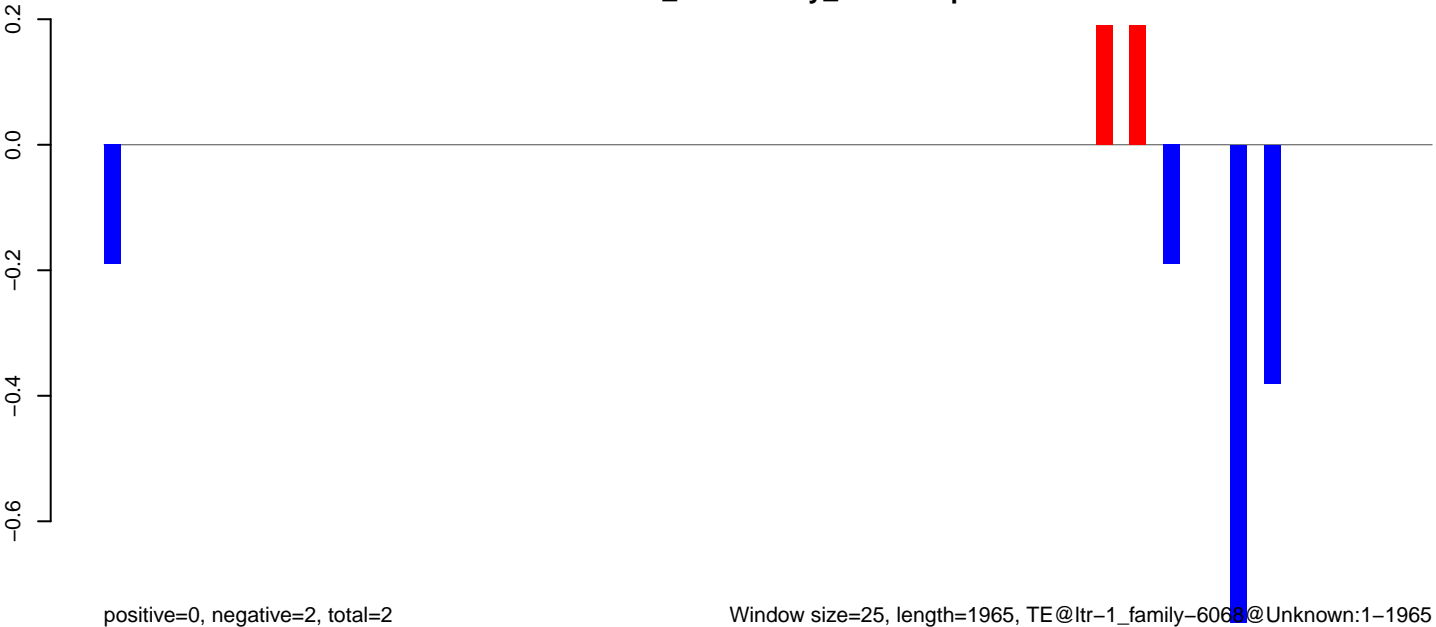 0.2
0.0
−0.2
−0.4
−0.6
positive=0, negative=2, total=2
Window size=25, length=1965, TE@ltr−1_family−6068@Unknown:1−1965